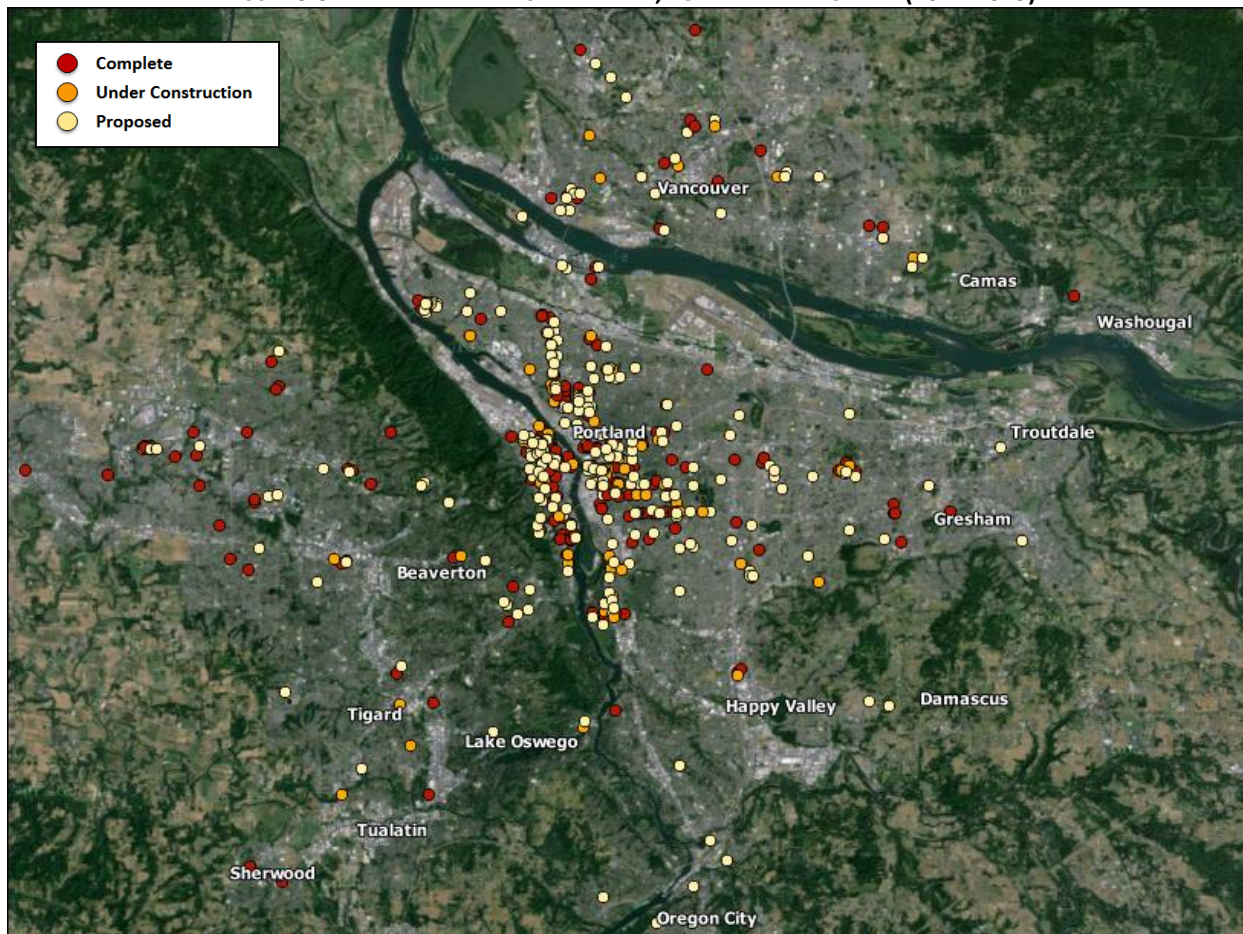 Complete
Under Construction
Proposed
Vancouver
Camas
Washougal
Portland
Troutdale
Gresham
Beaverton
Happy Valley
Damascus
Tigard
Lake Oswego
Tualatin
Sherwood
Oregon City